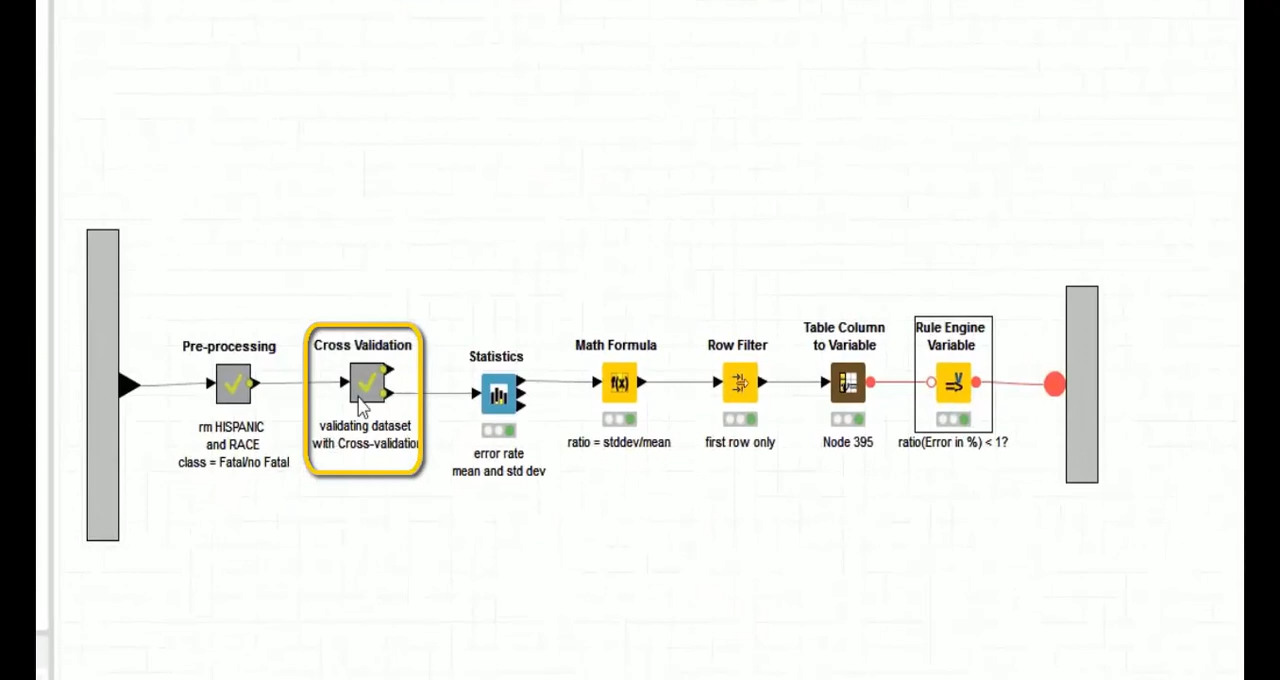 Pre-processing
rm HISPANIC
and RACE
class = Fatal/no Fatal
Cross Validation
validating dataset
with Cross-validation
Statistics
error rate
mean and std dev
Math Formula
f(x)
ratio = stddev/mean
Row Filter
first row only
Table Column
to Variable
Node 395
Rule Engine
Variable
ratio(Error in %) < 1?